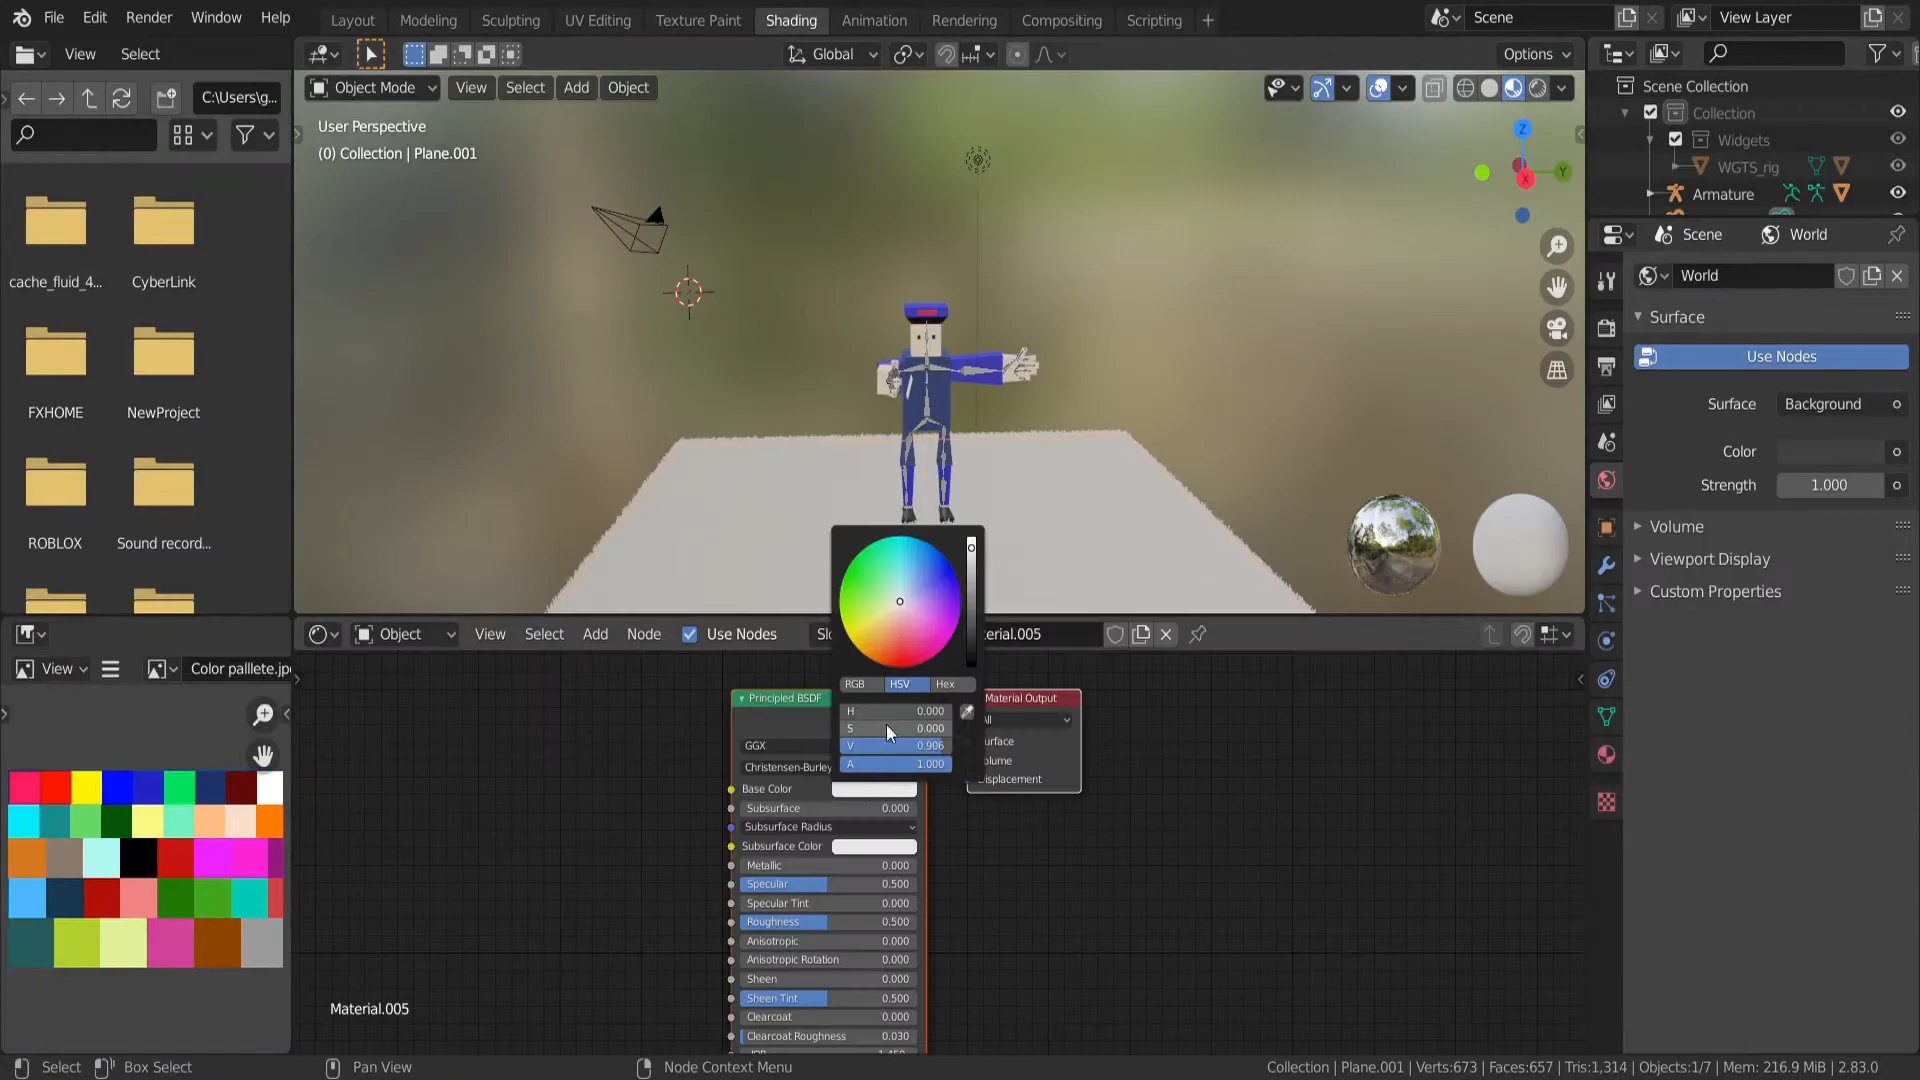 File Edit Render Window Help
Layout Modeling Sculpting UV Editing Texture Paint Shading Animation Rendering Compositing Scripting +
Scene
View Layer
View Select
Global
Options
C:\Users\g...
Object Mode View Select Add Object
User Perspective
(0) Collection | Plane.001
Z
Y
X
cache_fluid_4...
CyberLink
FXHOME
NewProject
ROBLOX
Sound record...
Scene Collection
Collection
Widgets
WGTS_rig
Armature
Scene World
World
Surface
Use Nodes
Surface Background
Color
Strength 1.000
Volume
Viewport Display
Custom Properties
Object View Select Add Node Use Nodes Slo
terial.005
View
Color palllete.jpe
RGB HSV Hex
H 0.000
S 0.000
V 0.906
A 1.000
Principled BSDF
GGX
Christensen-Burley
Base Color
Subsurface 0.000
Subsurface Radius
Subsurface Color
Metallic 0.000
Specular 0.500
Specular Tint 0.000
Roughness 0.500
Anisotropic 0.000
Anisotropic Rotation 0.000
Sheen 0.000
Sheen Tint 0.500
Clearcoat 0.000
Clearcoat Roughness 0.030
Material Output
All
urface
olume
isplacement
Material.005
Select Box Select Pan View Node Context Menu
Collection | Plane.001 | Verts:673 | Faces:657 | Tris:1,314 | Objects:1/7 | Mem: 216.9 MiB | 2.83.0